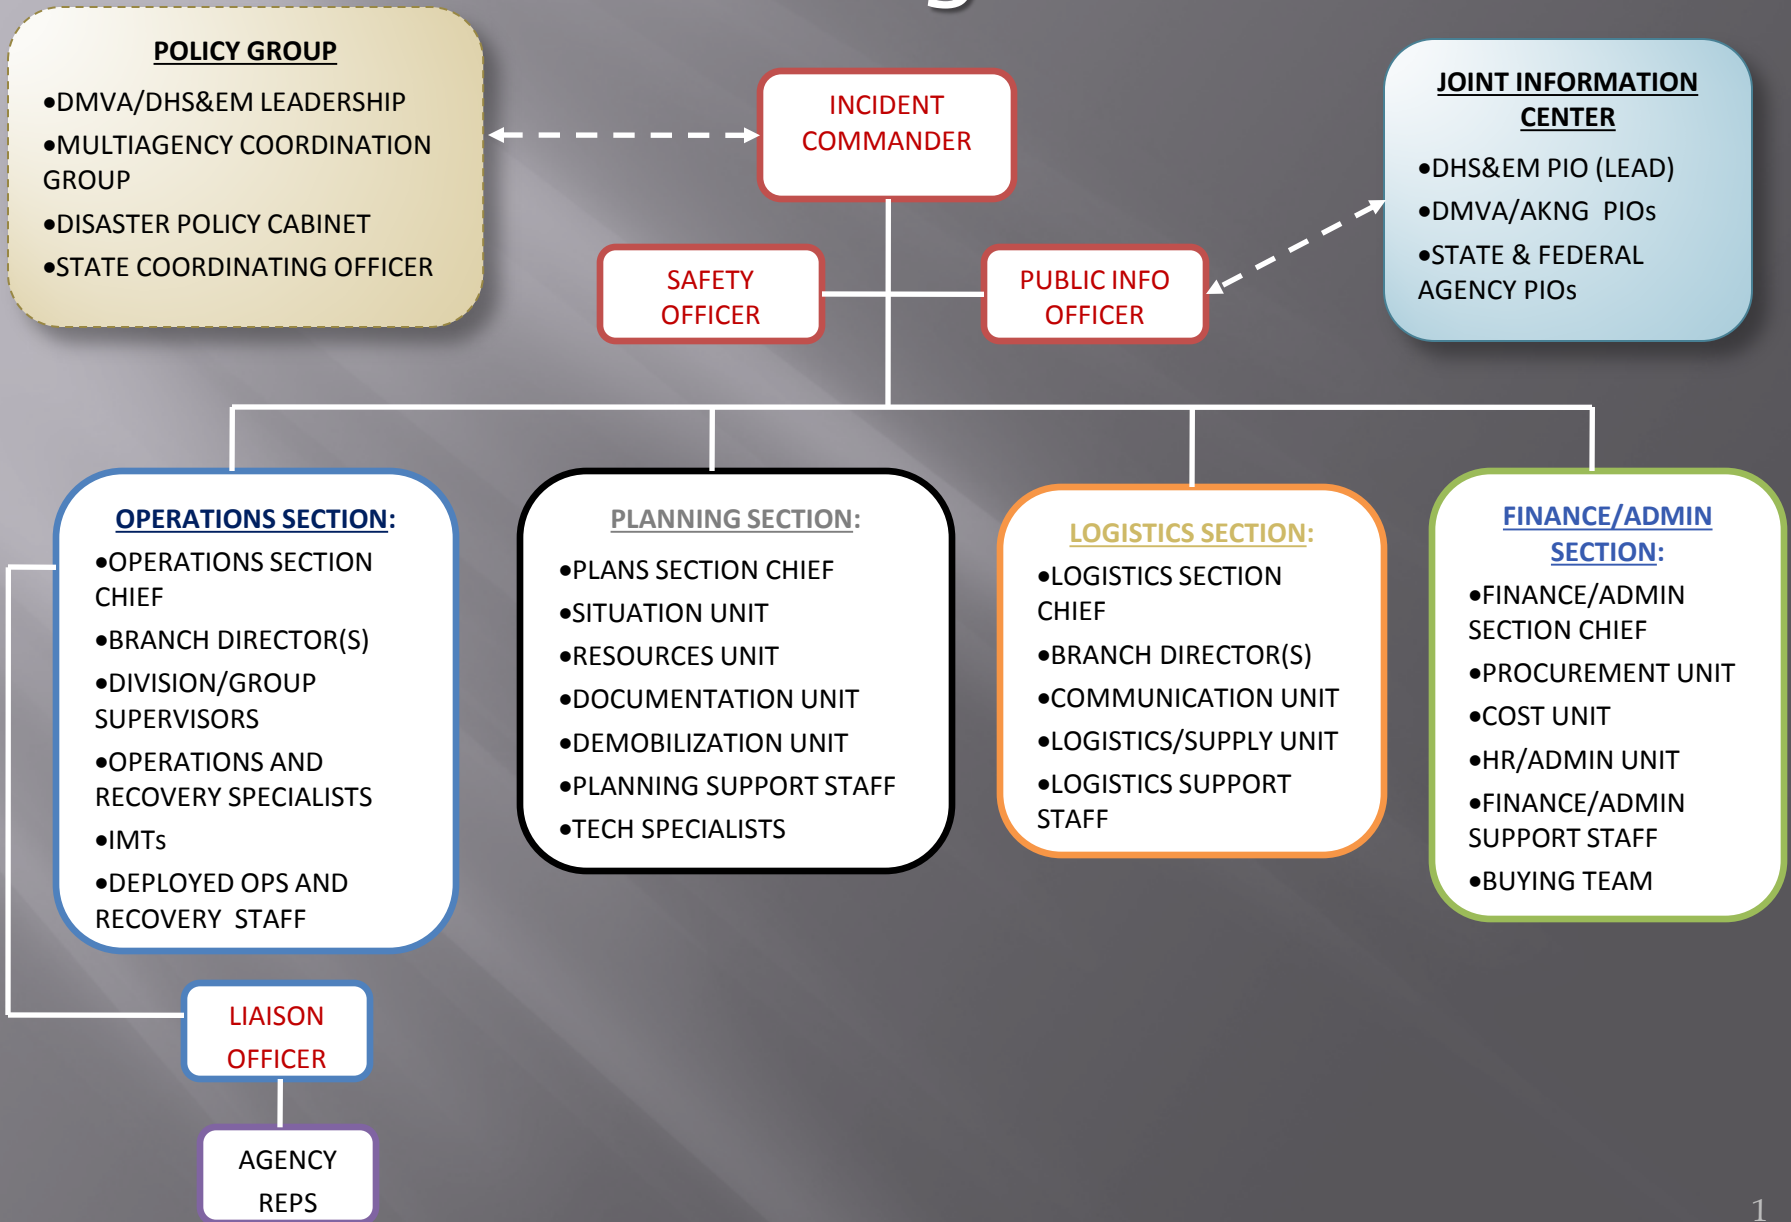 POLICY GROUP
•DMVA/DHS&EM LEADERSHIP
•MULTIAGENCY COORDINATION
GROUP
•DISASTER POLICY CABINET
•STATE COORDINATING OFFICER
INCIDENT
COMMANDER
JOINT INFORMATION
CENTER
•DHS&EM PIO (LEAD)
•DMVA/AKNG PIOs
•STATE & FEDERAL
AGENCY PIOs
SAFETY
OFFICER
PUBLIC INFO
OFFICER
OPERATIONS SECTION:
•OPERATIONS SECTION
CHIEF
•BRANCH DIRECTOR(S)
•DIVISION/GROUP
SUPERVISORS
•OPERATIONS AND
RECOVERY SPECIALISTS
•IMTs
•DEPLOYED OPS AND
RECOVERY STAFF
PLANNING SECTION:
•PLANS SECTION CHIEF
•SITUATION UNIT
•RESOURCES UNIT
•DOCUMENTATION UNIT
•DEMOBILIZATION UNIT
•PLANNING SUPPORT STAFF
•TECH SPECIALISTS
LOGISTICS SECTION:
•LOGISTICS SECTION
CHIEF
•BRANCH DIRECTOR(S)
•COMMUNICATION UNIT
•LOGISTICS/SUPPLY UNIT
•LOGISTICS SUPPORT
STAFF
FINANCE/ADMIN
SECTION:
•FINANCE/ADMIN
SECTION CHIEF
•PROCUREMENT UNIT
•COST UNIT
•HR/ADMIN UNIT
•FINANCE/ADMIN
SUPPORT STAFF
•BUYING TEAM
LIAISON
OFFICER
AGENCY
REPS
1